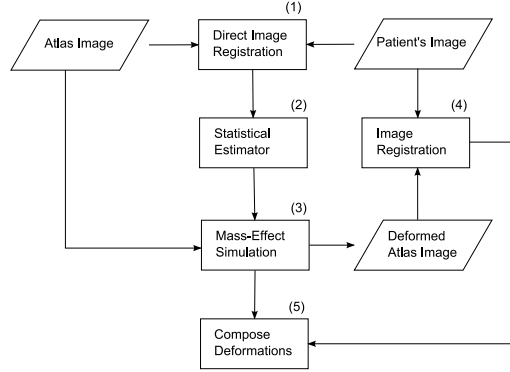 (1)
Atlas Image
Direct Image
Registration
Patient's Image
(2)
(4)
Statistical
Estimator
Image
Registration
(3)
Mass-Effect
Simulation
Deformed
Atlas Image
(5)
Compose
Deformations